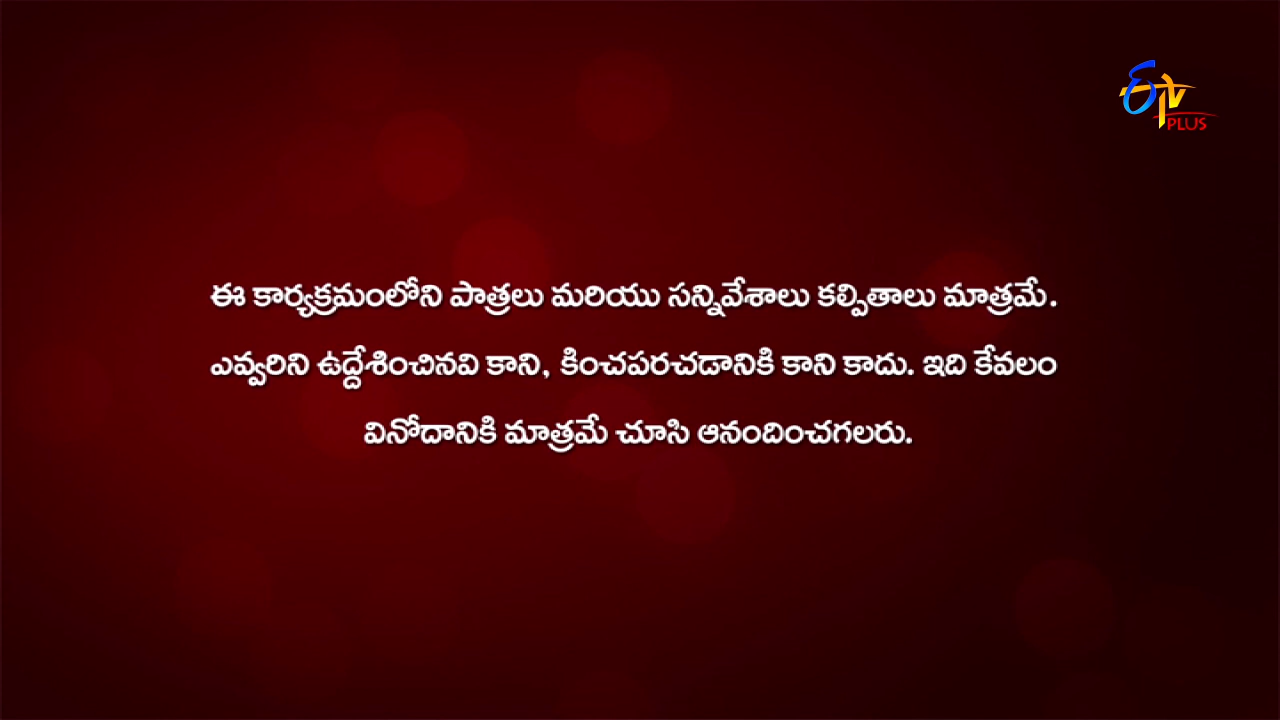 ETV
PLUS
ఈ కార్యక్రమంలోని పాత్రలు మరియు సన్నివేశాలు కల్పితాలు మాత్రమే.
ఎవ్వరిని ఉద్దేశించినవి కాని, కించపరచడానికి కాని కాదు. ఇది కేవలం
వినోదానికి మాత్రమే చూసి ఆనందించగలరు.